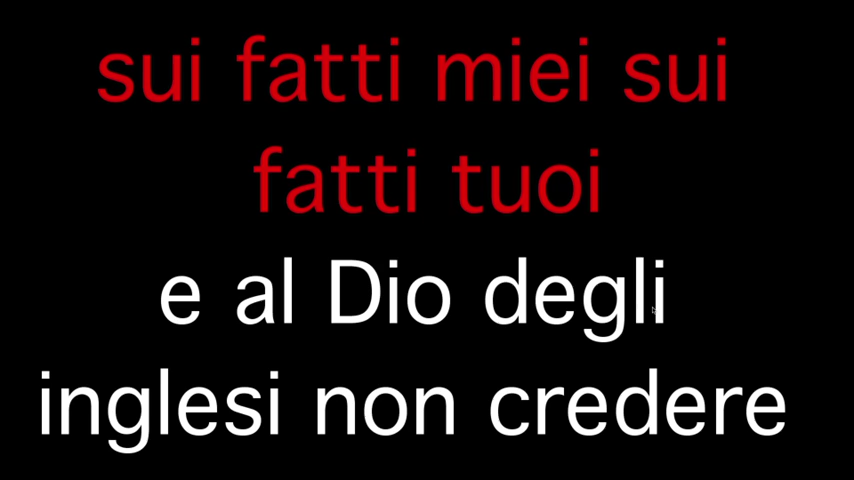 sui fatti miei sui
fatti tuoi
e al Dio degli
inglesi non credere